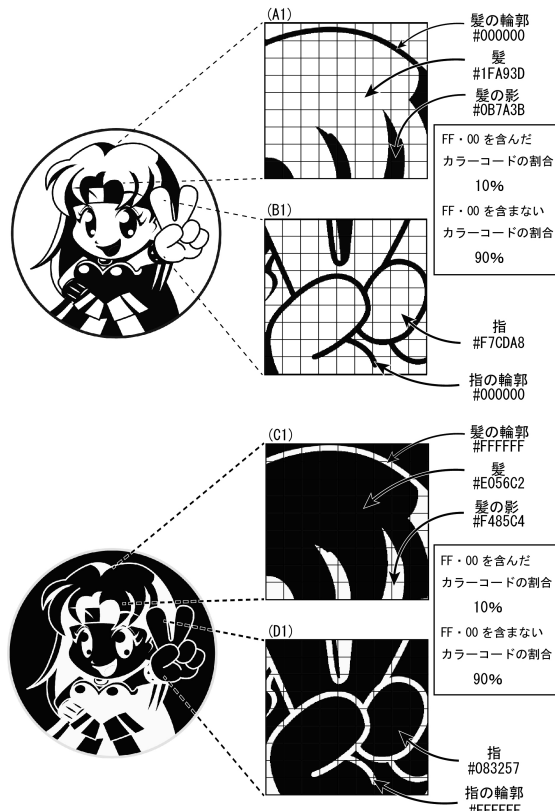 (A1)
髪の輪郭
#000000
髪
#1FA93D
髪の影
#0B7A3B
FF・00 を含んだ
カラーコードの割合
10%
FF・00 を含まない
カラーコードの割合
90%
(B1)
指
#F7CDA8
指の輪郭
#000000
(C1)
髪の輪郭
#FFFFFF
髪
#E056C2
髪の影
#F485C4
FF・00 を含んだ
カラーコードの割合
10%
FF・00 を含まない
カラーコードの割合
90%
(D1)
指
#083257
指の輪郭
#FFFFFF